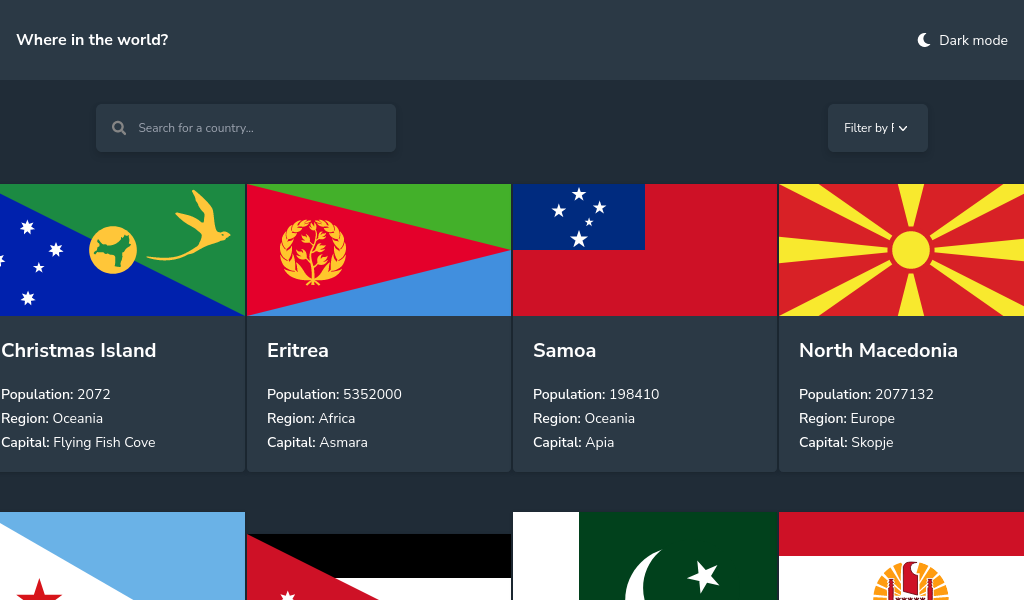 Where in the world?
Dark mode
Search for a country...
Filter by F
Christmas Island
Population: 2072
Region: Oceania
Capital: Flying Fish Cove
Eritrea
Population: 5352000
Region: Africa
Capital: Asmara
Samoa
Population: 198410
Region: Oceania
Capital: Apia
North Macedonia
Population: 2077132
Region: Europe
Capital: Skopje